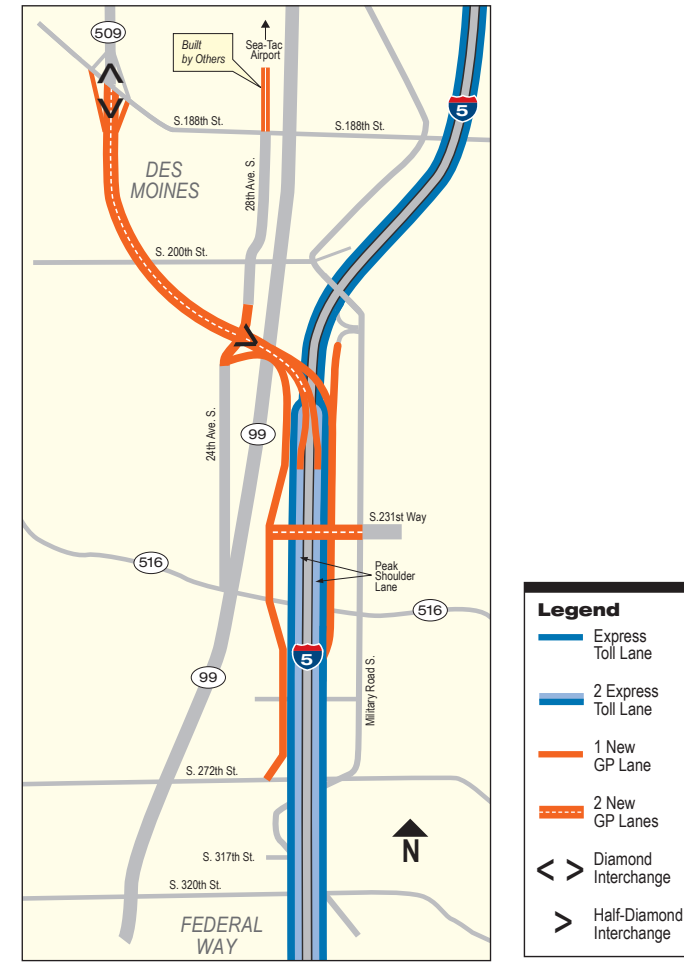 509
Built
by Others
Sea-Tac
Airport
5
S.188th St.
S.188th St.
DES
MOINES
28th Ave. S.
S. 200th St.
24th Ave. S.
99
S.231st Way
516
Peak
Shoulder
Lane
516
5
99
Military Road S.
S. 272th St.
N
S. 317th St.
S. 320th St.
FEDERAL
WAY
Legend
Express
Toll Lane
2 Express
Toll Lane
1 New
GP Lane
2 New
GP Lanes
Diamond
Interchange
Half-Diamond
Interchange